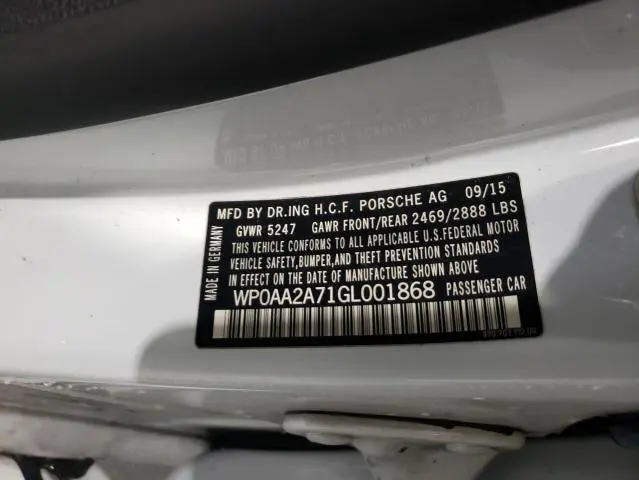 MFD BY DR.ING H.C.F. PORSCHE AG 09/15
GVWR 5247 GAWR FRONT/REAR 2469/2888 LBS
THIS VEHICLE CONFORMS TO ALL APPLICABLE U.S.FEDERAL MOTOR
VEHICLE SAFETY,BUMPER,AND THEFT PREVENTION STANDARDS
IN EFFECT ON THE DATE OF MANUFACTURE SHOWN ABOVE.
WP0AA2A71GL001868 PASSENGER CAR
MADE IN GERMANY